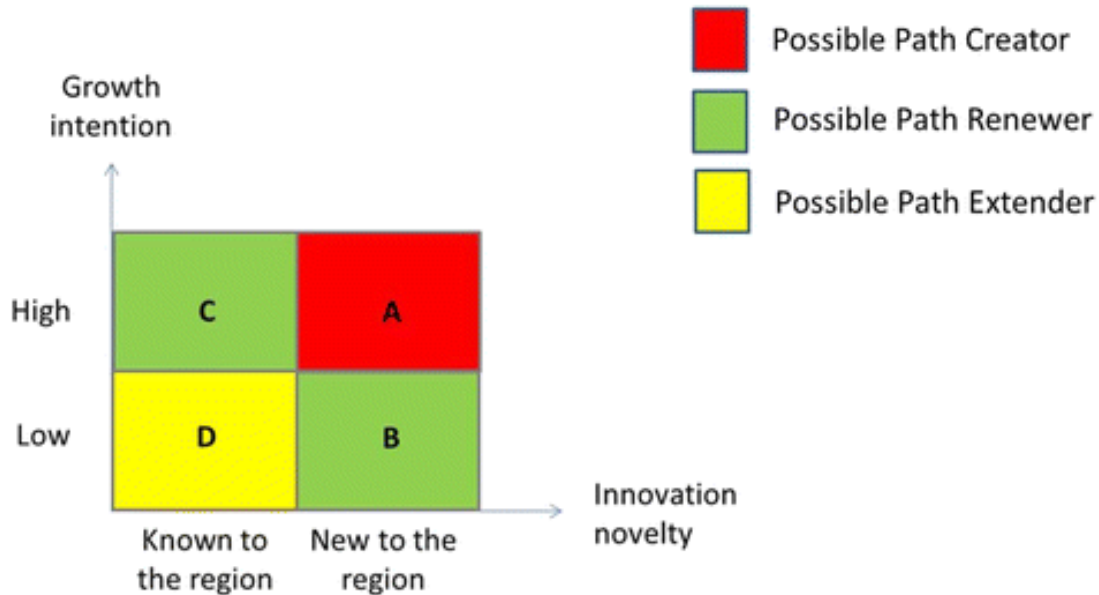 Possible Path Creator
Possible Path Renewer
Possible Path Extender
Growth
intention
High
C
A
Low
D
B
Known to
the region
New to the
region
Innovation
novelty